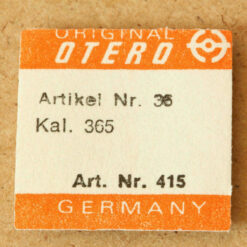 ORIGINAL
OTERO
Artikel Nr. 36
Kal. 365
Art. Nr. 415
GERMANY